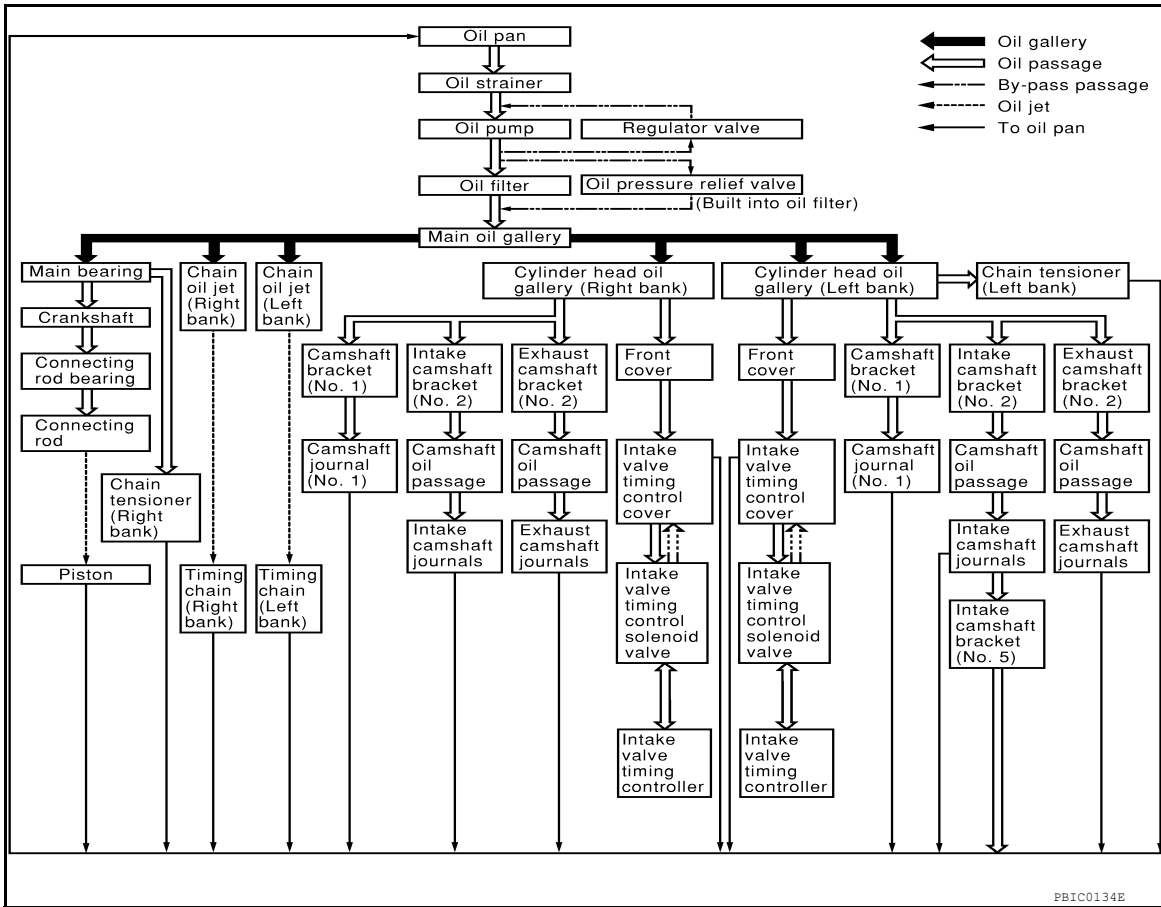 Oil pan
Oil strainer
Oil pump
Regulator valve
Oil filter
Oil pressure relief valve
(Built into oil filter)
Main oil gallery
Oil gallery
Oil passage
By-pass passage
Oil jet
To oil pan
Main bearing
Crankshaft
Connecting
rod bearing
Connecting
rod
Piston
Chain
tensioner
(Right
bank)
Chain
oil jet
(Right
bank)
Timing
chain
(Right
bank)
Chain
oil jet
(Left
bank)
Timing
chain
(Left
bank)
Cylinder head oil
gallery (Right bank)
Camshaft
bracket
(No. 1)
Camshaft
journal
(No. 1)
Intake
camshaft
bracket
(No. 2)
Camshaft
oil
passage
Intake
camshaft
journals
Exhaust
camshaft
bracket
(No. 2)
Camshaft
oil
passage
Exhaust
camshaft
journals
Front
cover
Intake
valve
timing
control
cover
Intake
valve
timing
control
solenoid
valve
Intake
valve
timing
controller
Cylinder head oil
gallery (Left bank)
Chain tensioner
(Left bank)
Front
cover
Intake
valve
timing
control
cover
Intake
valve
timing
control
solenoid
valve
Intake
valve
timing
controller
Camshaft
bracket
(No. 1)
Camshaft
journal
(No. 1)
Intake
camshaft
bracket
(No. 2)
Camshaft
oil
passage
Intake
camshaft
journals
Intake
camshaft
bracket
(No. 5)
Exhaust
camshaft
bracket
(No. 2)
Camshaft
oil
passage
Exhaust
camshaft
journals
PBIC0134E